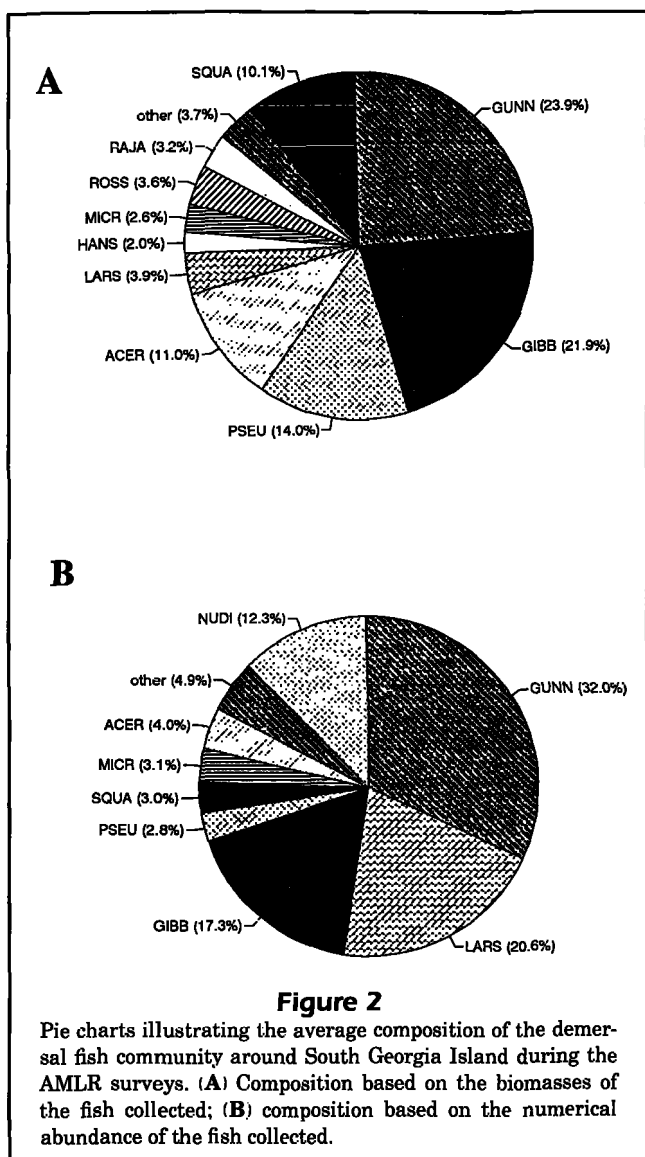 A
SQUA (10.1%)
GUNN (23.9%)
other (3.7%)
RAJA (3.2%)
ROSS (3.6%)
MICR (2.6%)
HANS (2.0%)
LARS (3.9%)
ACER (11.0%)
GIBB (21.9%)
PSEU (14.0%)
B
NUDI (12.3%)
other (4.9%)
GUNN (32.0%)
ACER (4.0%)
MICR (3.1%)
SQUA (3.0%)
PSEU (2.8%)
GIBB (17.3%)
LARS (20.6%)
Figure 2
Pie charts illustrating the average composition of the demer-
sal fish community around South Georgia Island during the
AMLR surveys. (A) Composition based on the biomasses of
the fish collected; (B) composition based on the numerical
abundance of the fish collected.